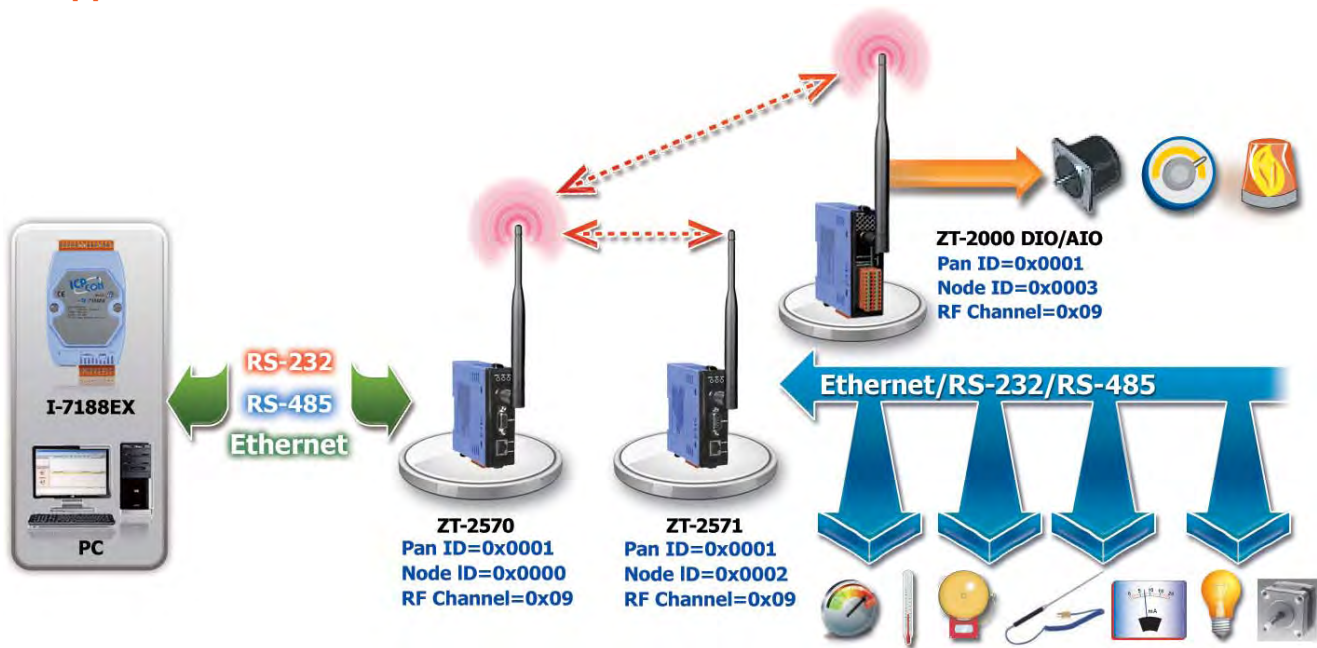 I-7188EX
PC
RS-232
RS-485
Ethernet
ZT-2570
Pan ID=0x0001
Node ID=0x0000
RF Channel=0x09
ZT-2571
Pan ID=0x0001
Node ID=0x0002
RF Channel=0x09
ZT-2000 DIO/AIO
Pan ID=0x0001
Node ID=0x0003
RF Channel=0x09
Ethernet/RS-232/RS-485
mA